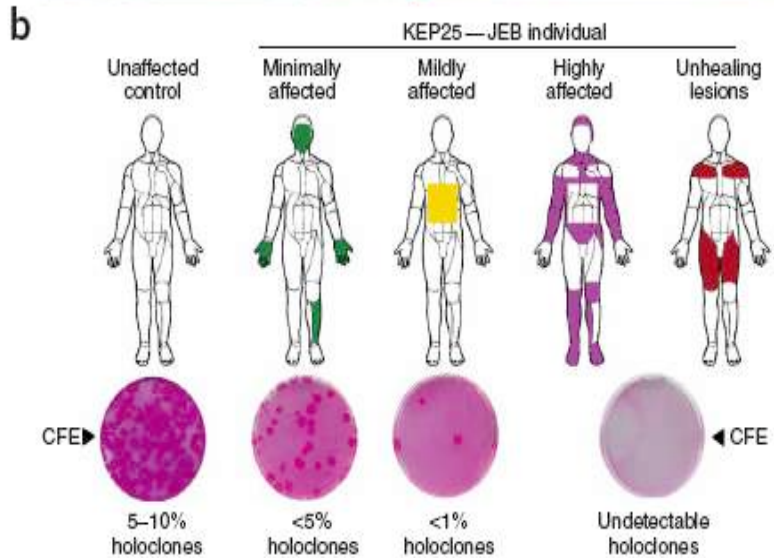 b
KEP25—JEB individual
Unaffected
control
Minimally
affected
Mildly
affected
Highly
affected
Unhealing
lesions
CFE
CFE
5–10%
holoclones
<5%
holoclones
<1%
holoclones
Undetectable
holoclones